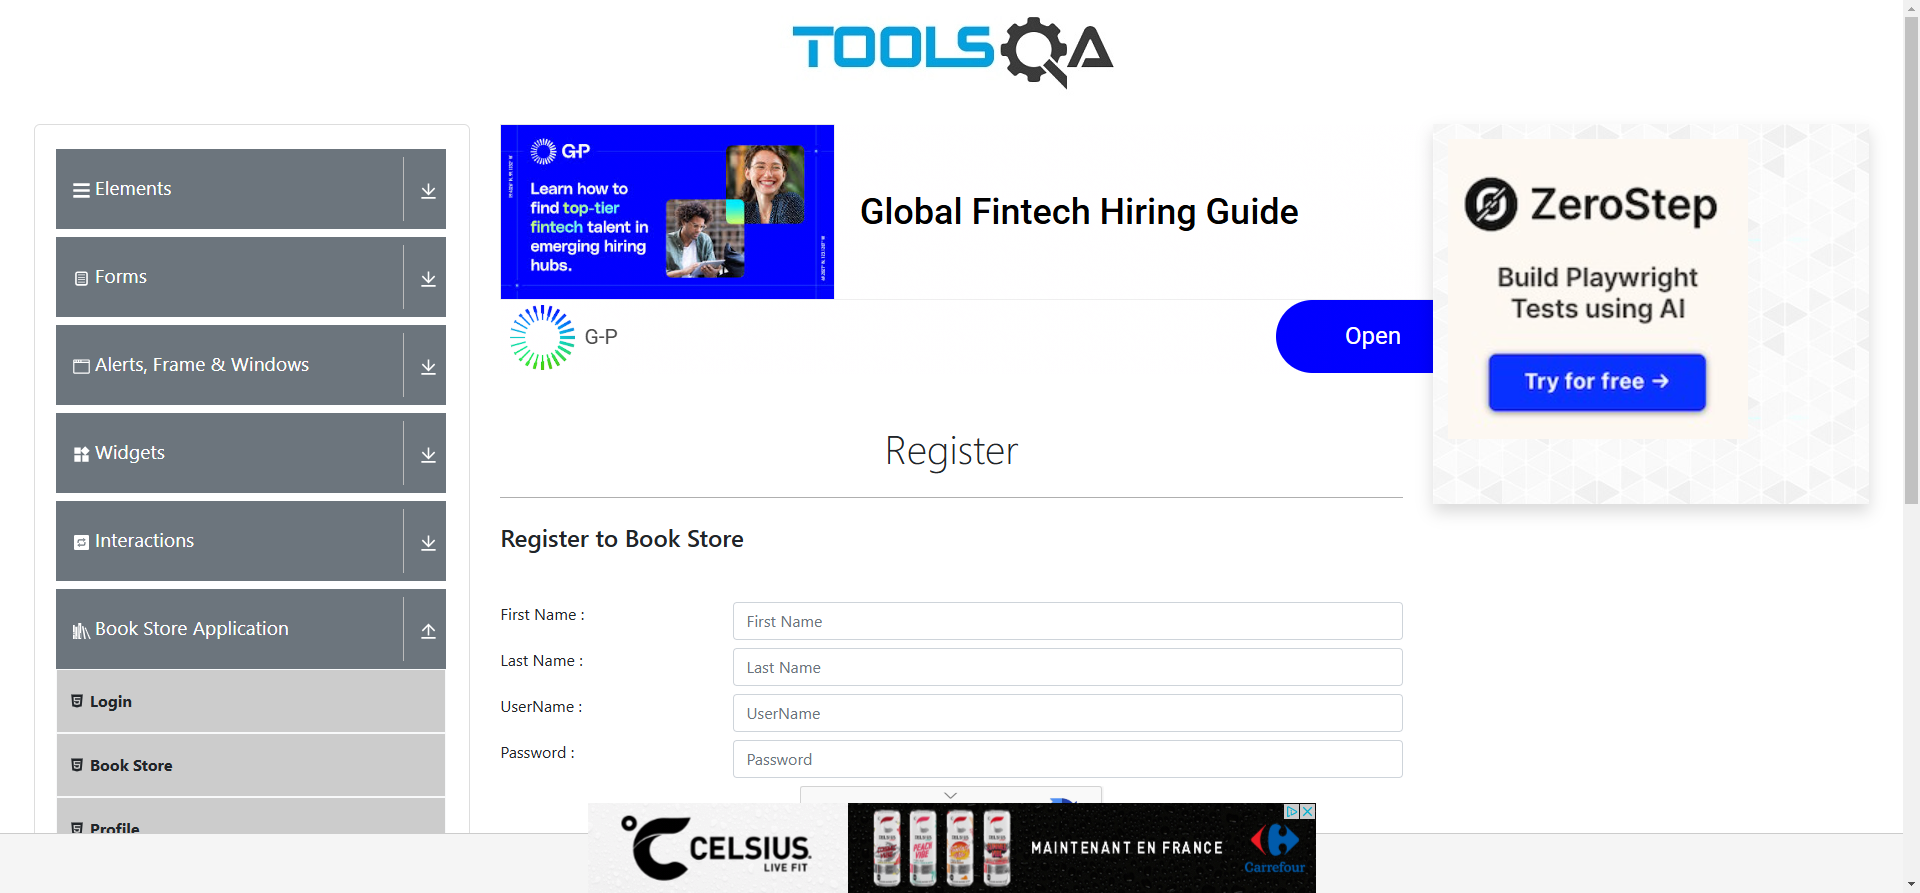 TOOLSQA
Elements
Forms
Alerts, Frame & Windows
Widgets
Interactions
Book Store Application
Login
Book Store
Profile
G-P
Learn how to
find top-tier
fintech talent in
emerging hiring
hubs.
Global Fintech Hiring Guide
G-P
Open
ZeroStep
Build Playwright
Tests using AI
Try for free →
Register
Register to Book Store
First Name :
First Name
Last Name :
Last Name
UserName :
UserName
Password :
Password
CELSIUS
LIVE FIT
MAINTENANT EN FRANCE
Carrefour